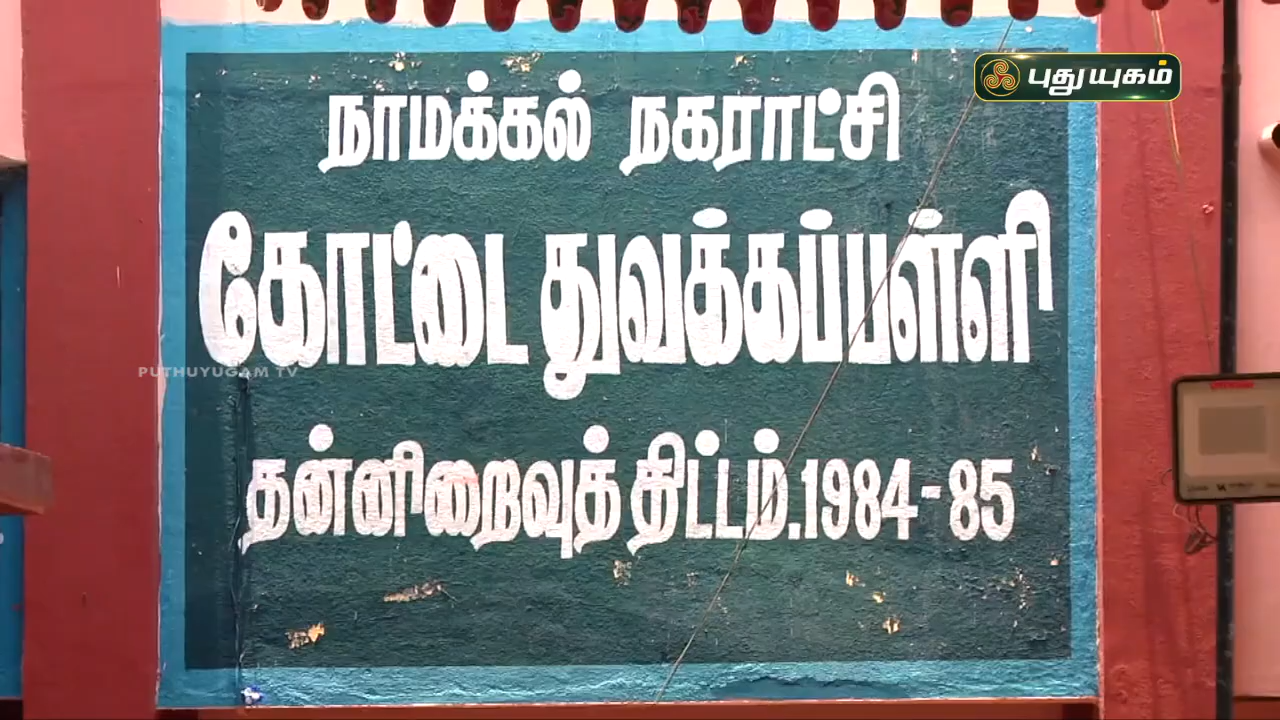 புதுயுகம்
நாமக்கல் நகராட்சி
கோட்டை துவக்கப்பள்ளி
PUTHUYUGAM TV
தன்னிறைவுத் திட்டம்.1984-85